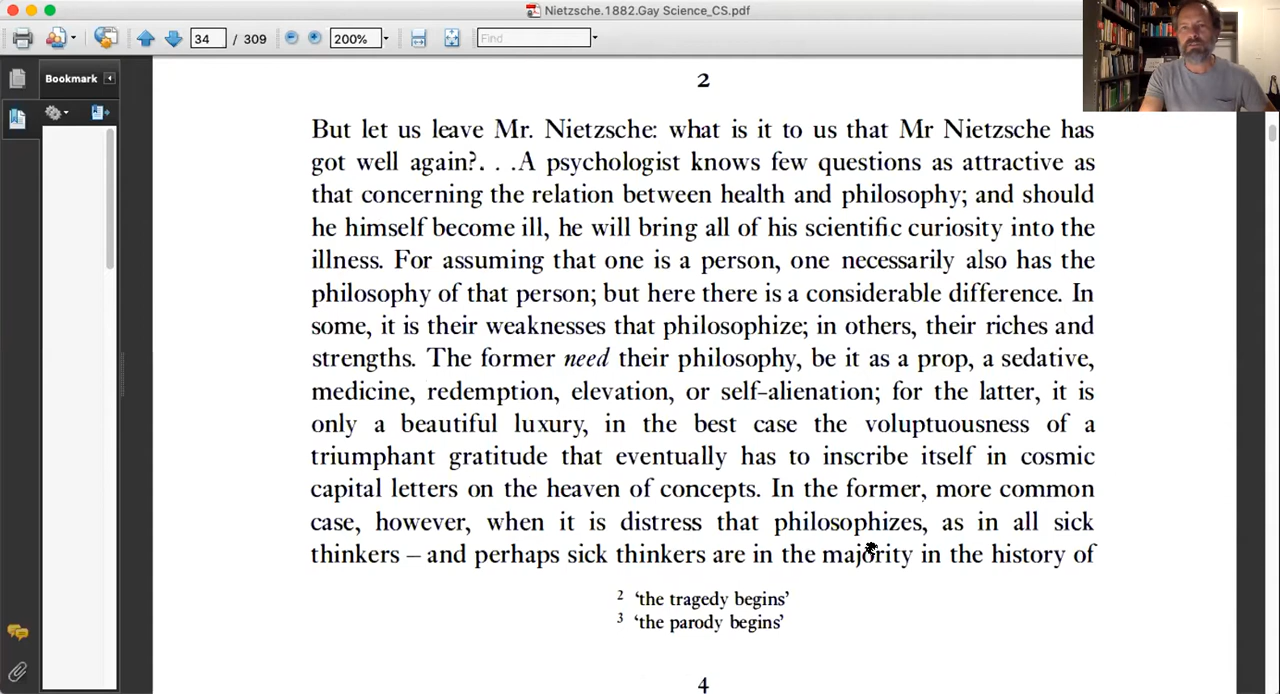 Nietzsche.1882.Gay Science_CS.pdf
34 / 309 200% Find
Bookmark
2
But let us leave Mr. Nietzsche: what is it to us that Mr Nietzsche has
got well again?. . .A psychologist knows few questions as attractive as
that concerning the relation between health and philosophy; and should
he himself become ill, he will bring all of his scientific curiosity into the
illness. For assuming that one is a person, one necessarily also has the
philosophy of that person; but here there is a considerable difference. In
some, it is their weaknesses that philosophize; in others, their riches and
strengths. The former need their philosophy, be it as a prop, a sedative,
medicine, redemption, elevation, or self-alienation; for the latter, it is
only a beautiful luxury, in the best case the voluptuousness of a
triumphant gratitude that eventually has to inscribe itself in cosmic
capital letters on the heaven of concepts. In the former, more common
case, however, when it is distress that philosophizes, as in all sick
thinkers – and perhaps sick thinkers are in the majority in the history of
2 ‘the tragedy begins’
3 ‘the parody begins’
4